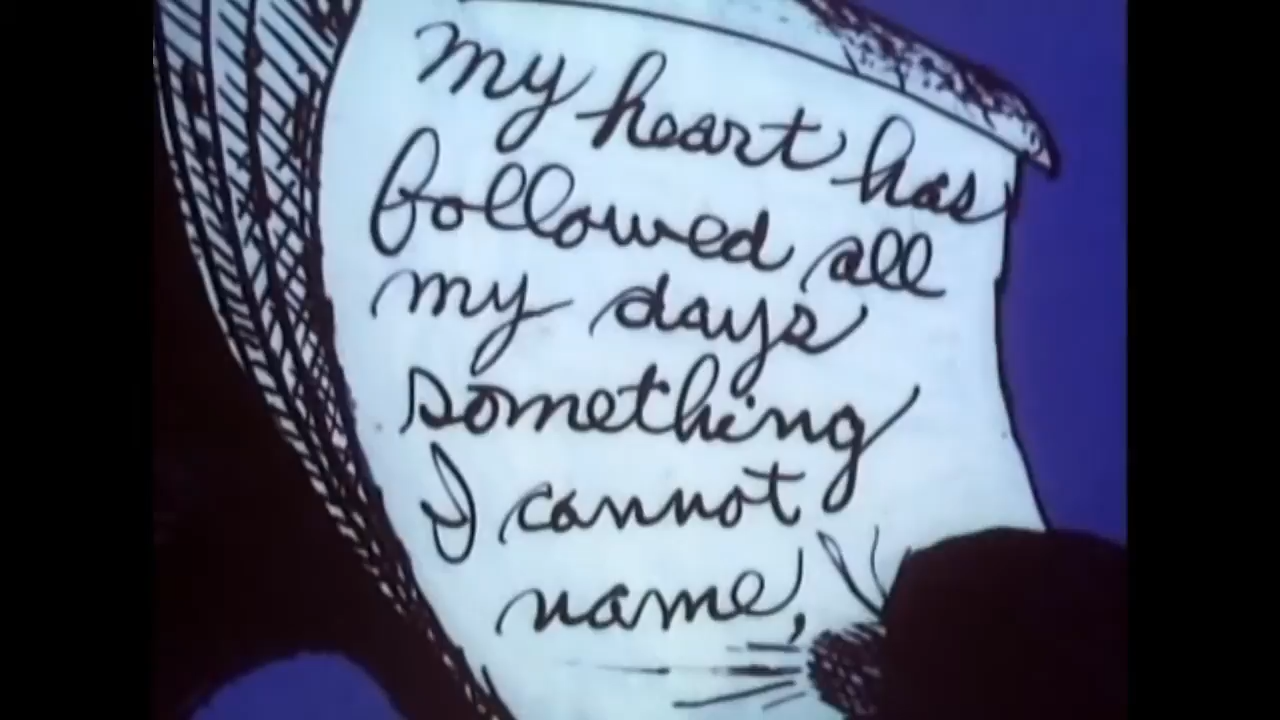 my heart has
followed all
my days
something
I cannot
name,